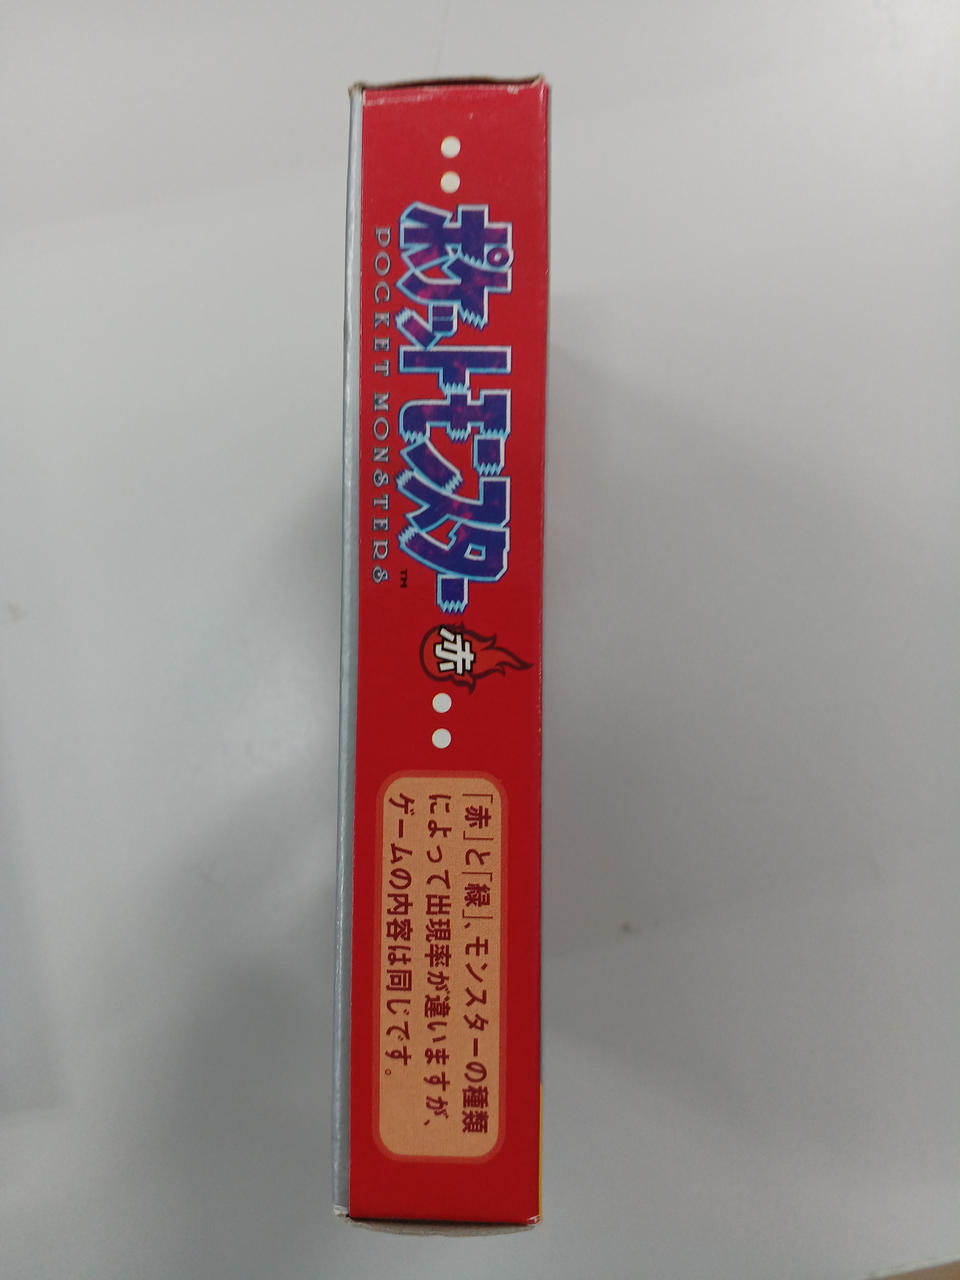 ポケットモンスター
POCKET MONSTERS
TM
赤
「赤」と「緑」、モンスターの種類
によって出現率が違いますが、
ゲームの内容は同じです。